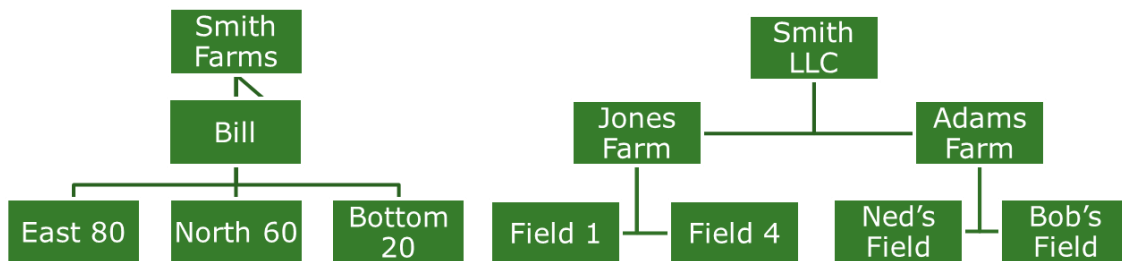 Smith
Farms
Bill
East 80
North 60
Bottom
20
Smith
LLC
Jones
Farm
Adams
Farm
Field 1
Field 4
Ned's
Field
Bob's
Field